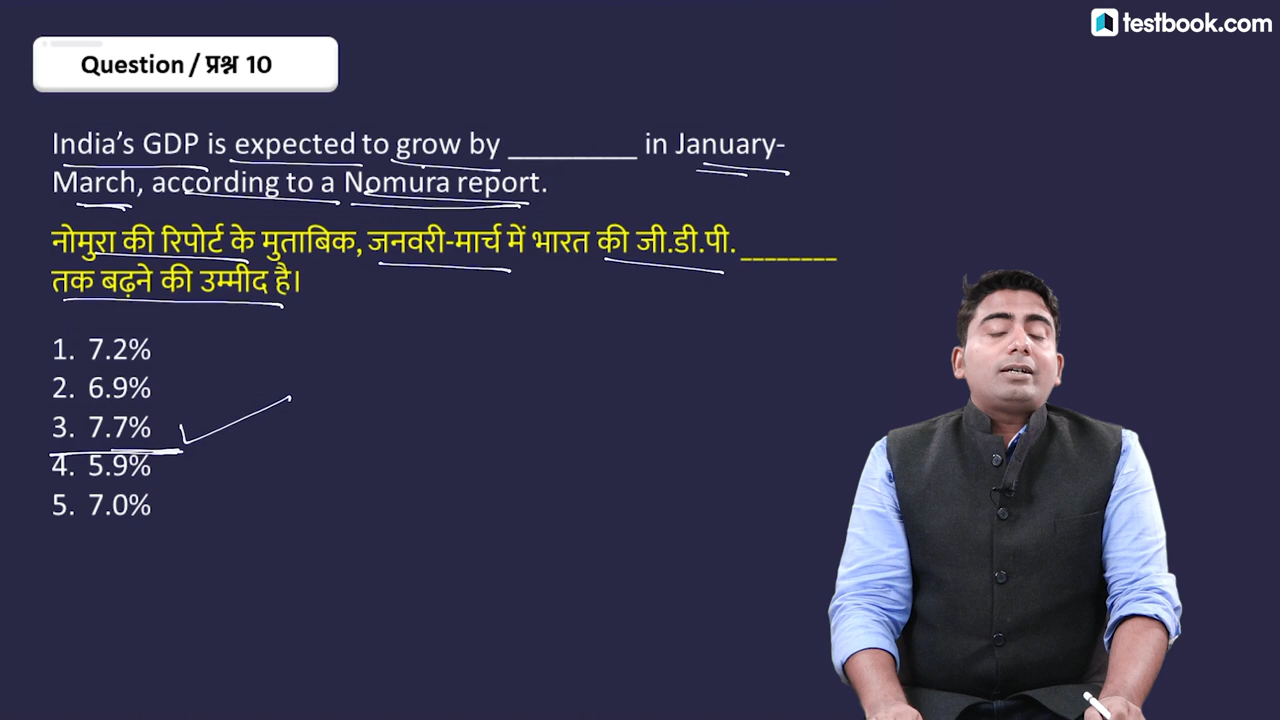 testbook.com
Question / प्रश्न 10
India’s GDP is expected to grow by ________ in January-
March, according to a Nomura report.
नोमुरा की रिपोर्ट के मुताबिक, जनवरी-मार्च में भारत की जी.डी.पी. ________
तक बढ़ने की उम्मीद है।
1. 7.2%
2. 6.9%
3. 7.7%
4. 5.9%
5. 7.0%